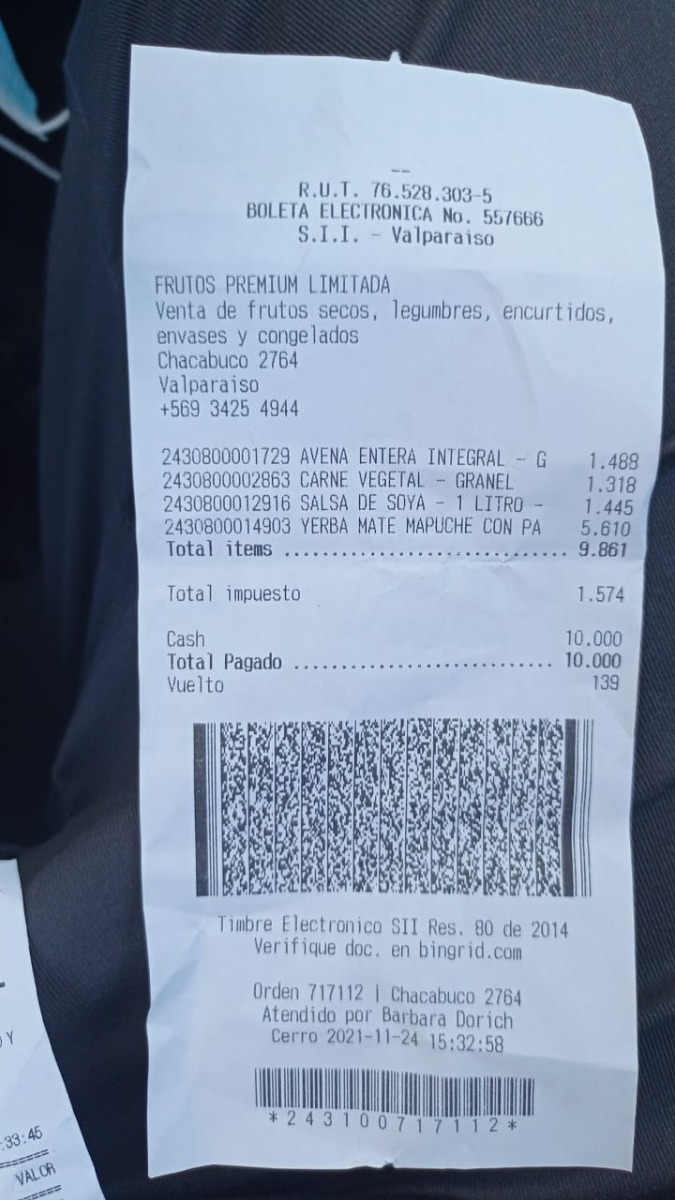 --
R.U.T. 76.528.303-5
BOLETA ELECTRONICA No. 557666
S.I.I. - Valparaiso
FRUTOS PREMIUM LIMITADA
Venta de frutos secos, legumbres, encurtidos,
envases y congelados
Chacabuco 2764
Valparaiso
+569 3425 4944
2430800001729 AVENA ENTERA INTEGRAL - G 1.488
2430800002863 CARNE VEGETAL - GRANEL 1.318
2430800012916 SALSA DE SOYA - 1 LITRO - 1.445
2430800014903 YERBA MATE MAPUCHE CON PA 5.610
Total items ............................ 9.861
Total impuesto 1.574
Cash 10.000
Total Pagado ........................... 10.000
Vuelto 139
Timbre Electronico SII Res. 80 de 2014
Verifique doc. en bingrid.com
Orden 717112 | Chacabuco 2764
Atendido por Barbara Dorich
Cerro 2021-11-24 15:32:58
*243100717112*
Y
:33:45
VALOR